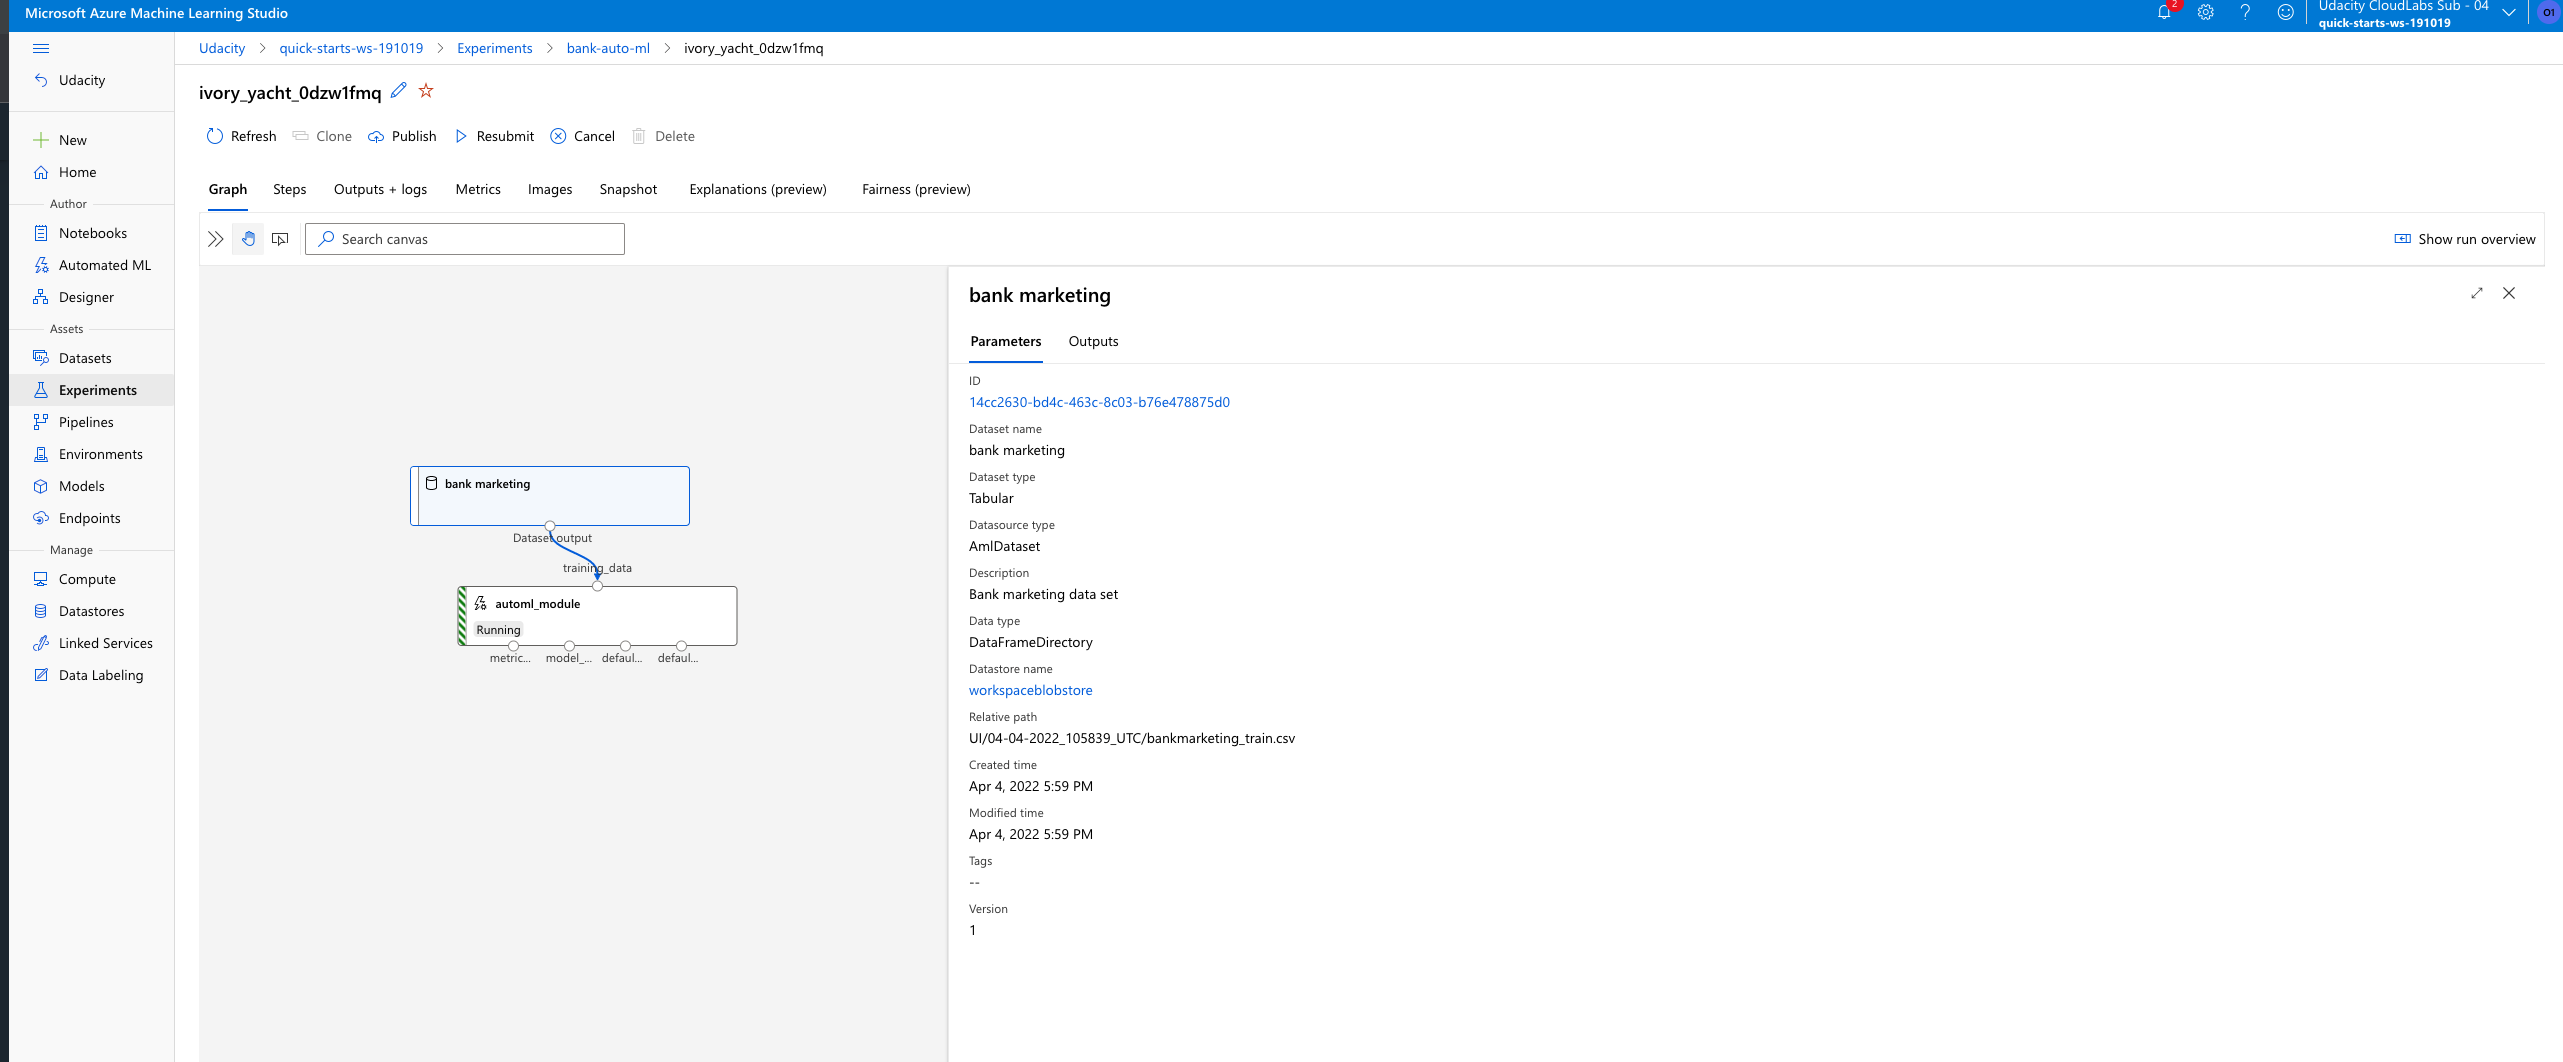 Microsoft Azure Machine Learning Studio
2
Udacity CloudLabs Sub - 04
quick-starts-ws-191019
O1
Udacity
New
Home
Author
Notebooks
Automated ML
Designer
Assets
Datasets
Experiments
Pipelines
Environments
Models
Endpoints
Manage
Compute
Datastores
Linked Services
Data Labeling
Udacity > quick-starts-ws-191019 > Experiments > bank-auto-ml > ivory_yacht_0dzw1fmq
ivory_yacht_0dzw1fmq
Refresh Clone Publish Resubmit Cancel Delete
Graph Steps Outputs + logs Metrics Images Snapshot Explanations (preview) Fairness (preview)
Search canvas
Show run overview
bank marketing
Dataset output
training_data
automl_module
Running
metric... model_... defaul... defaul...
bank marketing
Parameters Outputs
ID
14cc2630-bd4c-463c-8c03-b76e478875d0
Dataset name
bank marketing
Dataset type
Tabular
Datasource type
AmlDataset
Description
Bank marketing data set
Data type
DataFrameDirectory
Datastore name
workspaceblobstore
Relative path
UI/04-04-2022_105839_UTC/bankmarketing_train.csv
Created time
Apr 4, 2022 5:59 PM
Modified time
Apr 4, 2022 5:59 PM
Tags
--
Version
1